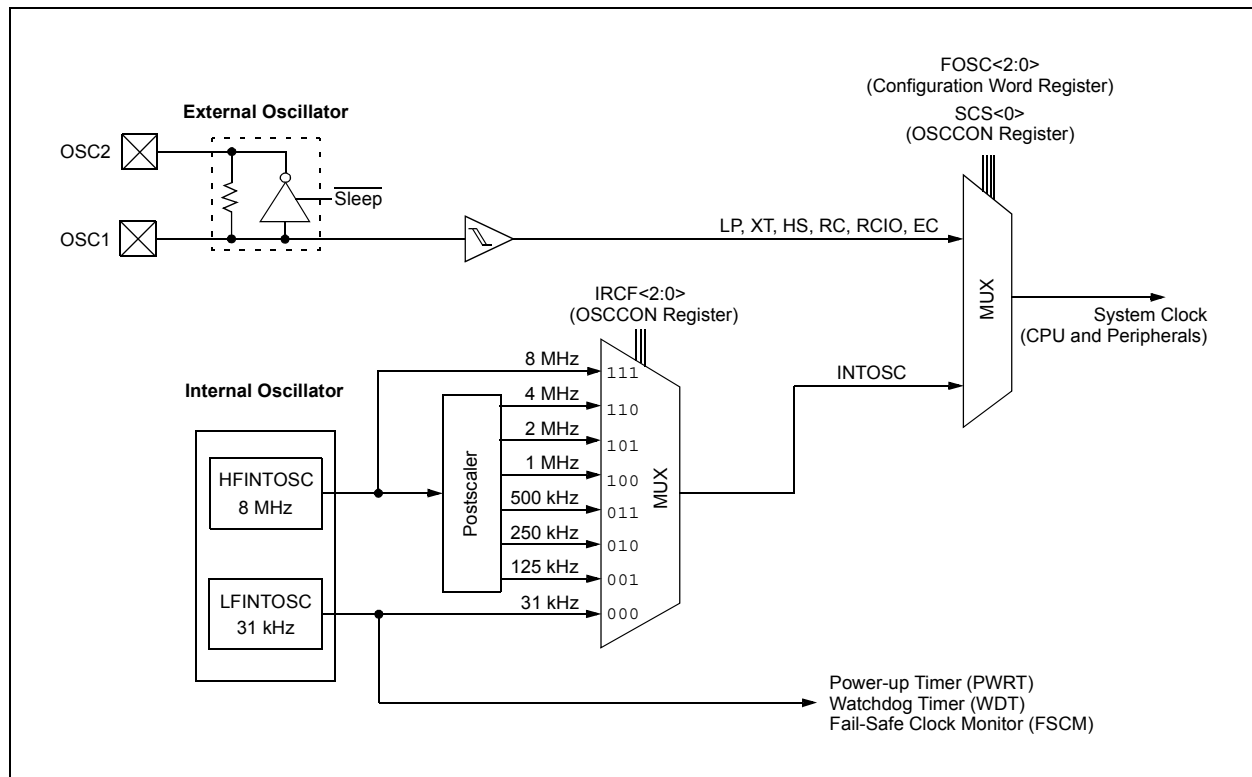 FOSC<2:0>
(Configuration Word Register)
SCS<0>
(OSCCON Register)
External Oscillator
OSC2
Sleep
OSC1
LP, XT, HS, RC, RCIO, EC
IRCF<2:0>
(OSCCON Register)
MUX
System Clock
(CPU and Peripherals)
INTOSC
Internal Oscillator
HFINTOSC
8 MHz
LFINTOSC
31 kHz
Postscaler
8 MHz
111
4 MHz
110
2 MHz
101
1 MHz
100
500 kHz
011
250 kHz
010
125 kHz
001
31 kHz
000
MUX
Power-up Timer (PWRT)
Watchdog Timer (WDT)
Fail-Safe Clock Monitor (FSCM)